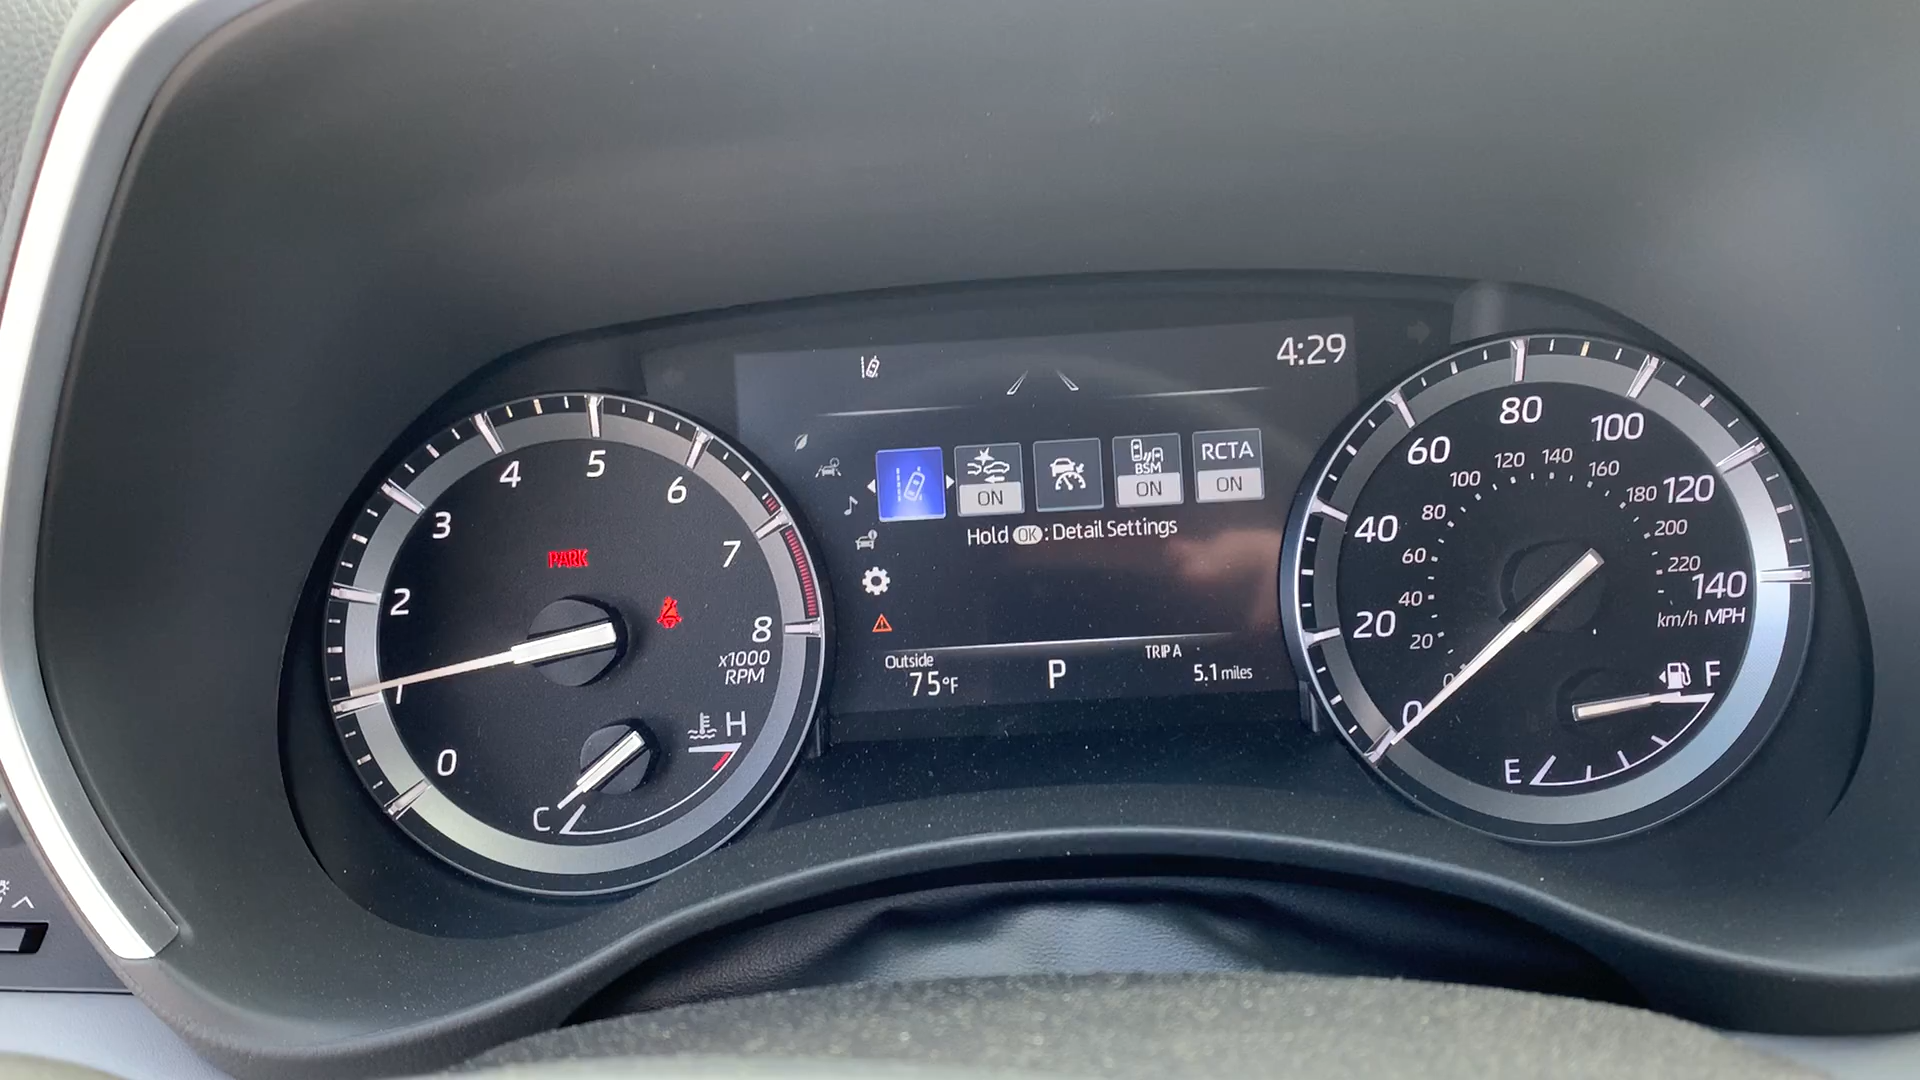 4:29
4
5
6
3
7
2
8
1
0
x1000
RPM
PARK
H
C
ON
BSM
ON
RCTA
ON
Hold OK : Detail Settings
Outside
75°F
P
TRIP A
5.1 miles
80
60
100
40
120
20
140
0
100
120
140
160
80
180
60
200
40
220
20
0
km/h MPH
F
E